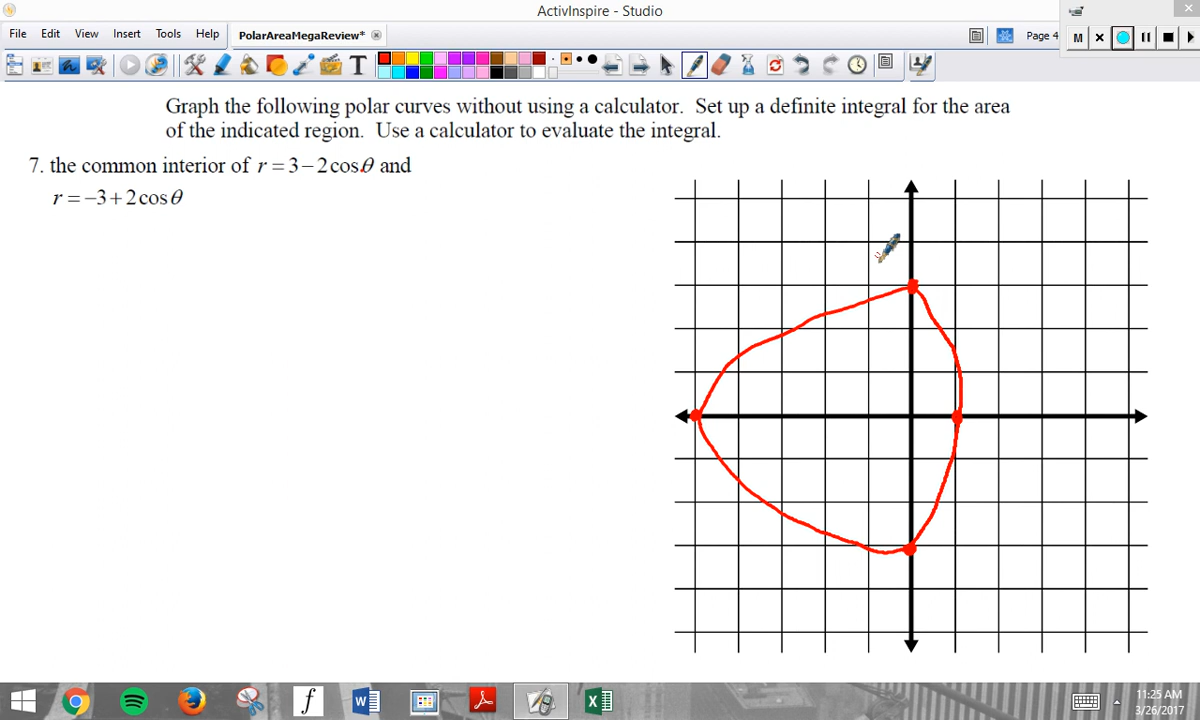 ActivInspire - Studio
File Edit View Insert Tools Help PolarAreaMegaReview* Page 4
M
T
Graph the following polar curves without using a calculator. Set up a definite integral for the area
of the indicated region. Use a calculator to evaluate the integral.
7. the common interior of r = 3 − 2cosθ and
r = −3 + 2cosθ
11:25 AM
3/26/2017